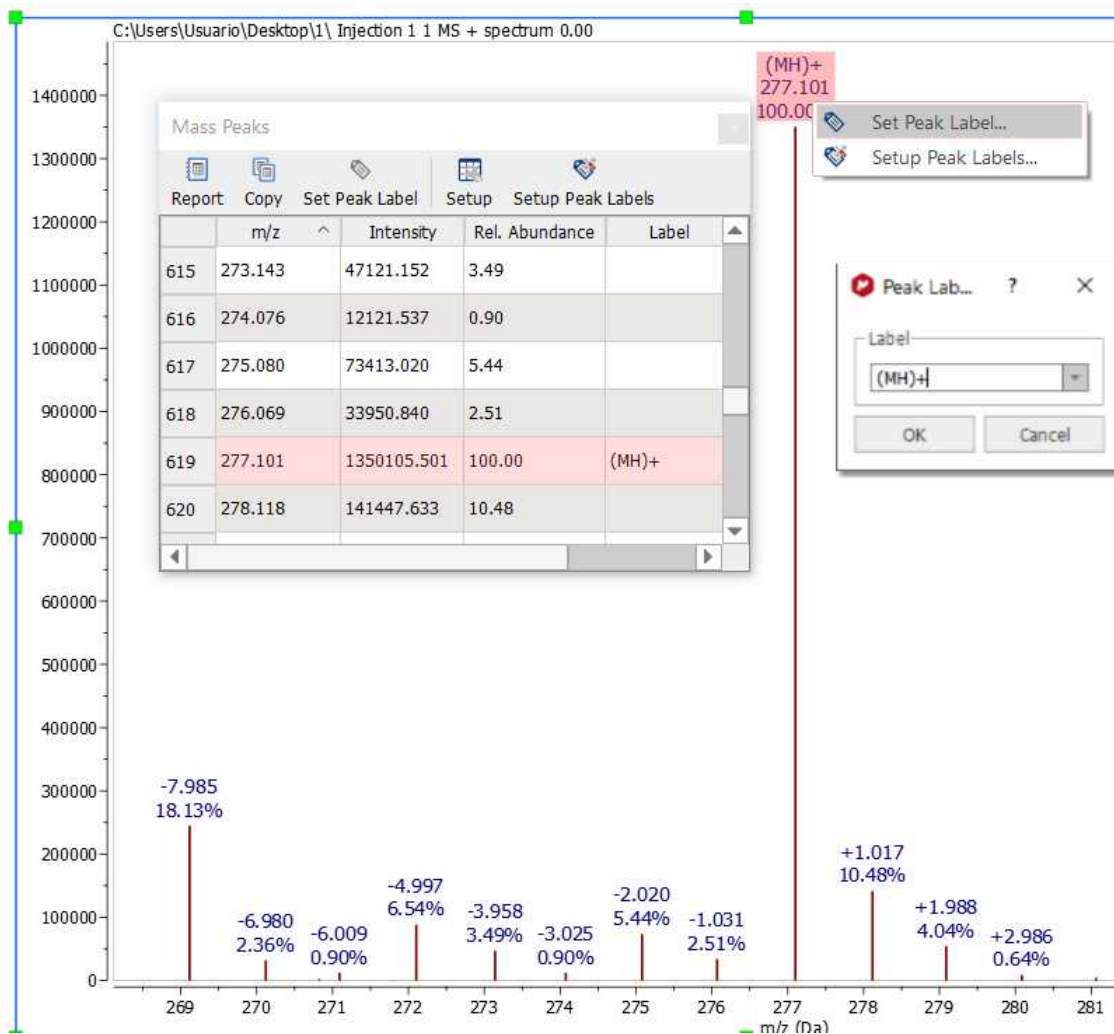 C:\Users\Usuario\Desktop\1\ Injection 1 1 MS + spectrum 0.00
(MH)+
277.101
100.00
Set Peak Label...
Setup Peak Labels...
Mass Peaks
Report Copy Set Peak Label Setup Setup Peak Labels
m/z Intensity Rel. Abundance Label
615 273.143 47121.152 3.49
616 274.076 12121.537 0.90
617 275.080 73413.020 5.44
618 276.069 33950.840 2.51
619 277.101 1350105.501 100.00 (MH)+
620 278.118 141447.633 10.48
Peak Lab... ?
Label
(MH)+
OK Cancel
1400000
1300000
1200000
1100000
1000000
900000
800000
700000
600000
500000
400000
300000
200000
100000
0
-7.985
18.13%
-6.980
2.36%
-6.009
0.90%
-4.997
6.54%
-3.958
3.49%
-3.025
0.90%
-2.020
5.44%
-1.031
2.51%
+1.017
10.48%
+1.988
4.04%
+2.986
0.64%
269 270 271 272 273 274 275 276 277 278 279 280 281
m/z (Da)